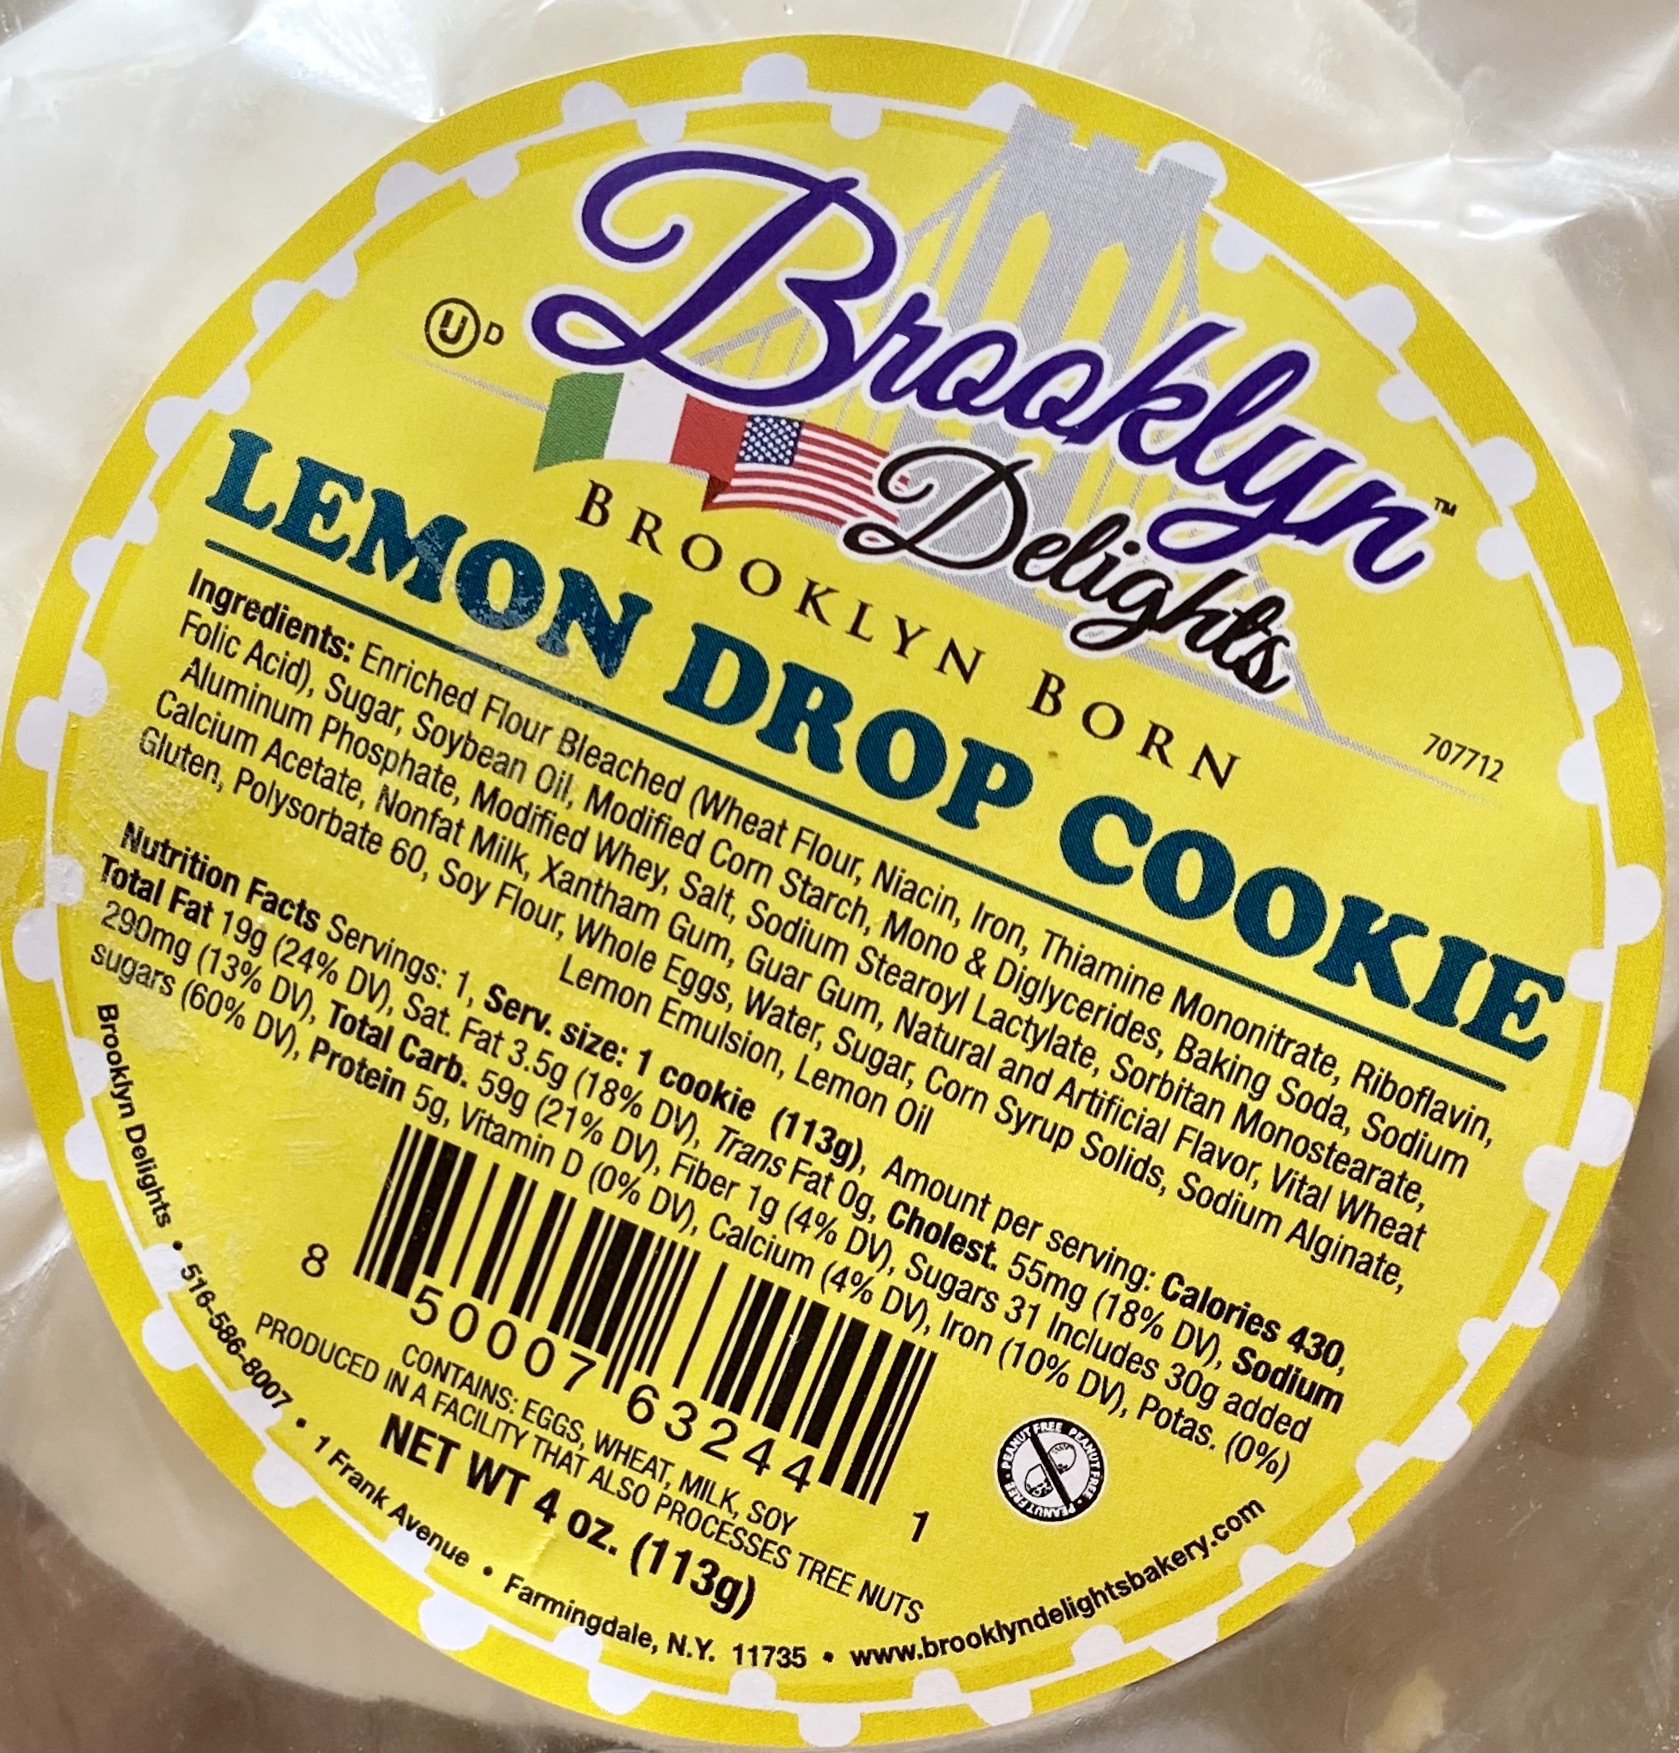 Brooklyn™
Delights
Ⓤ D
BROOKLYN BORN
707712
LEMON DROP COOKIE
Ingredients: Enriched Flour Bleached (Wheat Flour, Niacin, Iron, Thiamine Mononitrate, Riboflavin,
Folic Acid), Sugar, Soybean Oil, Modified Corn Starch, Mono & Diglycerides, Baking Soda, Sodium
Aluminum Phosphate, Modified Whey, Salt, Sodium Stearoyl Lactylate, Sorbitan Monostearate,
Calcium Acetate, Nonfat Milk, Xantham Gum, Guar Gum, Natural and Artificial Flavor, Vital Wheat
Gluten, Polysorbate 60, Soy Flour, Whole Eggs, Water, Sugar, Corn Syrup Solids, Sodium Alginate,
Lemon Emulsion, Lemon Oil
Nutrition Facts Servings: 1, Serv. size: 1 cookie (113g), Amount per serving: Calories 430,
Total Fat 19g (24% DV), Sat. Fat 3.5g (18% DV), Trans Fat 0g, Cholest. 55mg (18% DV), Sodium
290mg (13% DV), Total Carb. 59g (21% DV), Fiber 1g (4% DV), Sugars 31 Includes 30g added
sugars (60% DV), Protein 5g, Vitamin D (0% DV), Calcium (4% DV), Iron (10% DV), Potas. (0%)
8 50007 63244 1
PEANUT FREE • PEANUT FREE • PEANUT FREE
CONTAINS: EGGS, WHEAT, MILK, SOY
PRODUCED IN A FACILITY THAT ALSO PROCESSES TREE NUTS
NET WT 4 oz. (113g)
Brooklyn Delights • 516-586-8007 • 1 Frank Avenue • Farmingdale, N.Y. 11735 • www.brooklyndelightsbakery.com